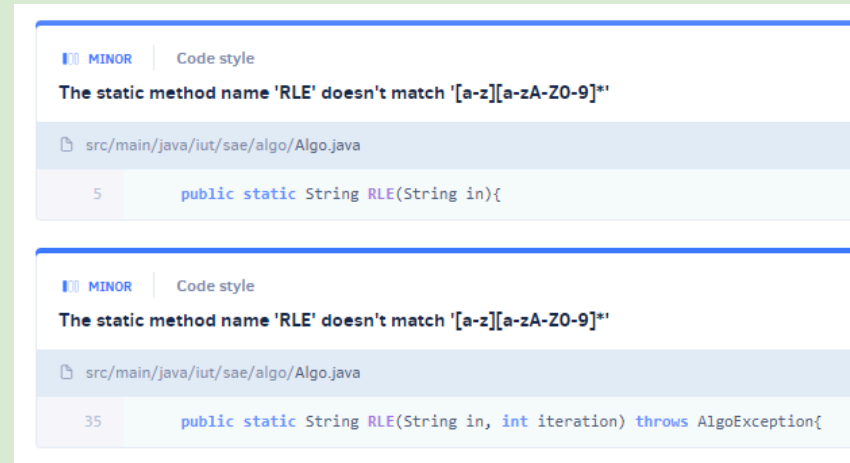 MINOR Code style
The static method name 'RLE' doesn't match '[a-z][a-zA-Z0-9]*'
src/main/java/iut/sae/algo/Algo.java
5 public static String RLE(String in){
MINOR Code style
The static method name 'RLE' doesn't match '[a-z][a-zA-Z0-9]*'
src/main/java/iut/sae/algo/Algo.java
35 public static String RLE(String in, int iteration) throws AlgoException{